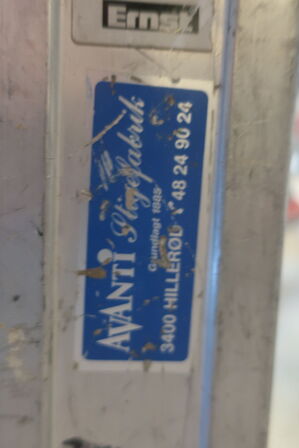 Ernst
AVANTI Stigefabrik
Grundlagt 1885
3400 HILLERØD 48 24 90 24